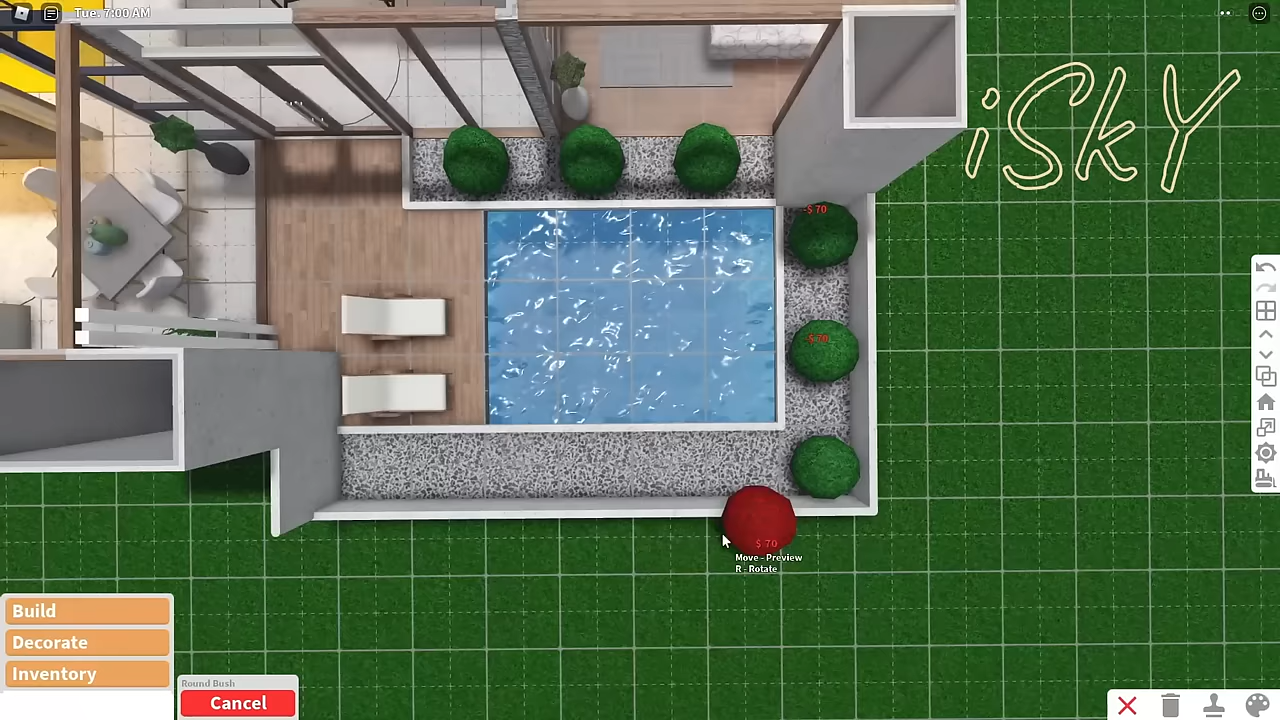 Tue. 7:00 AM
iSkY
-$ 70
-$ 70
$ 70
Move - Preview
R - Rotate
Build
Decorate
Inventory
Round Bush
Cancel